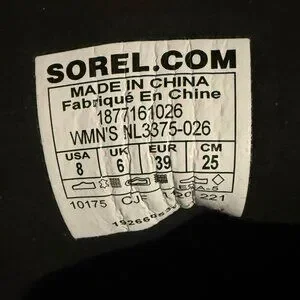 SOREL.COM
MADE IN CHINA
Fabriqué En Chine
1877161026
WMN'S NL3375-026
USA UK EUR CM
8 6 39 25
10175 CJF 221